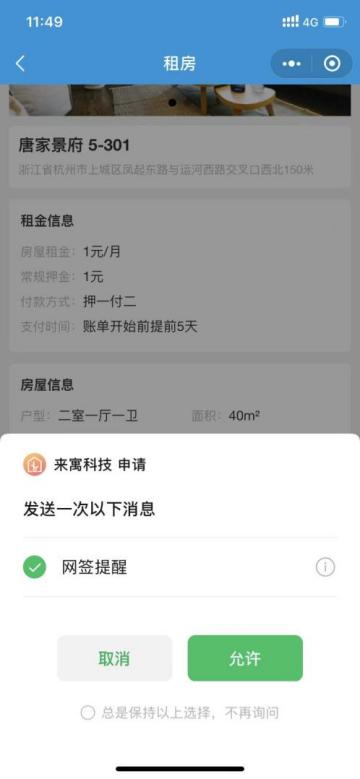 11:49
4G
租房
唐家景府 5-301
浙江省杭州市上城区凤起东路与运河西路交叉口西北150米
租金信息
房屋租金：1元/月
常规押金：1元
付款方式：押一付二
支付时间：账单开始前提前5天
房屋信息
户型：二室一厅一卫 面积：40m²
来寓科技 申请
发送一次以下消息
网签提醒
取消 允许
总是保持以上选择，不再询问